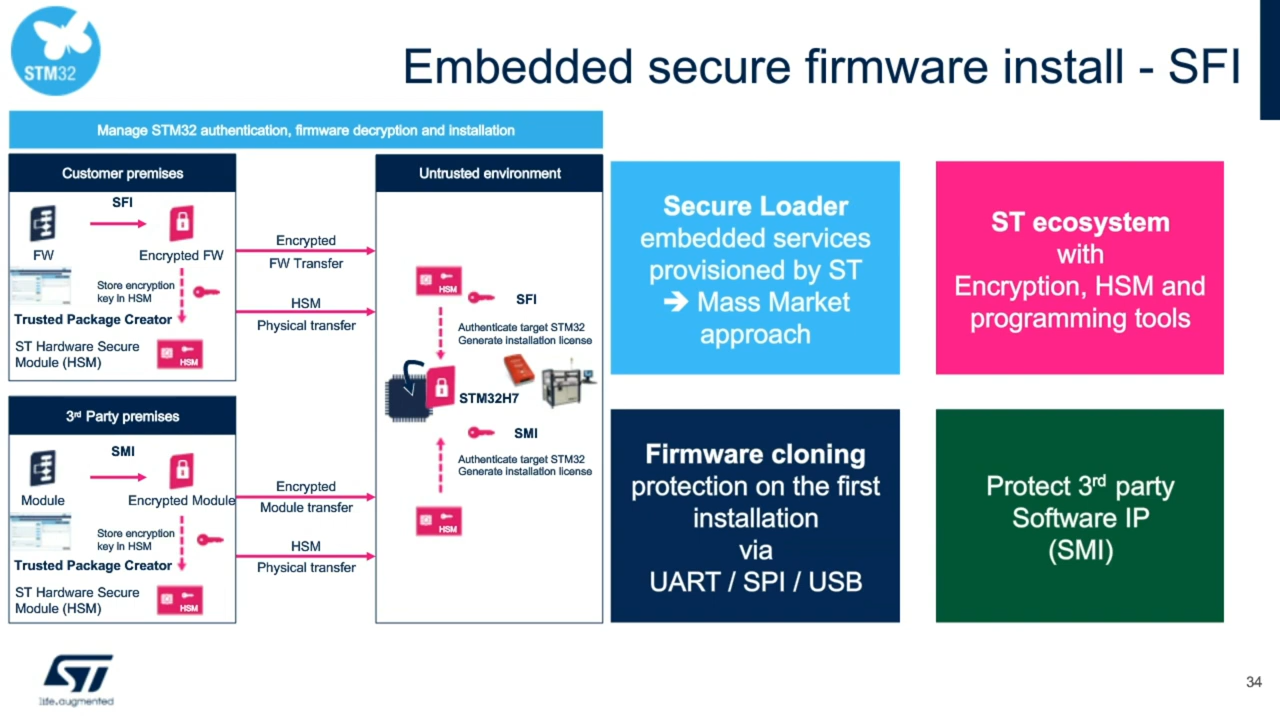 STM32
Embedded secure firmware install - SFI
Manage STM32 authentication, firmware decryption and installation
Customer premises
SFI
FW
Encrypted FW
Store encryption
key In HSM
Trusted Package Creator
ST Hardware Secure
Module (HSM)
HSM
3rd Party premises
SMI
Module
Encrypted Module
Store encryption
key In HSM
Trusted Package Creator
ST Hardware Secure
Module (HSM)
HSM
Encrypted
FW Transfer
HSM
Physical transfer
Encrypted
Module transfer
HSM
Physical transfer
Untrusted environment
HSM
SFI
Authenticate target STM32
Generate installation license
STM32H7
SMI
Authenticate target STM32
Generate installation license
HSM
Secure Loader
embedded services
provisioned by ST
➔ Mass Market
approach
ST ecosystem
with
Encryption, HSM and
programming tools
Firmware cloning
protection on the first
installation
via
UART / SPI / USB
Protect 3rd party
Software IP
(SMI)
ST
life.augmented
34